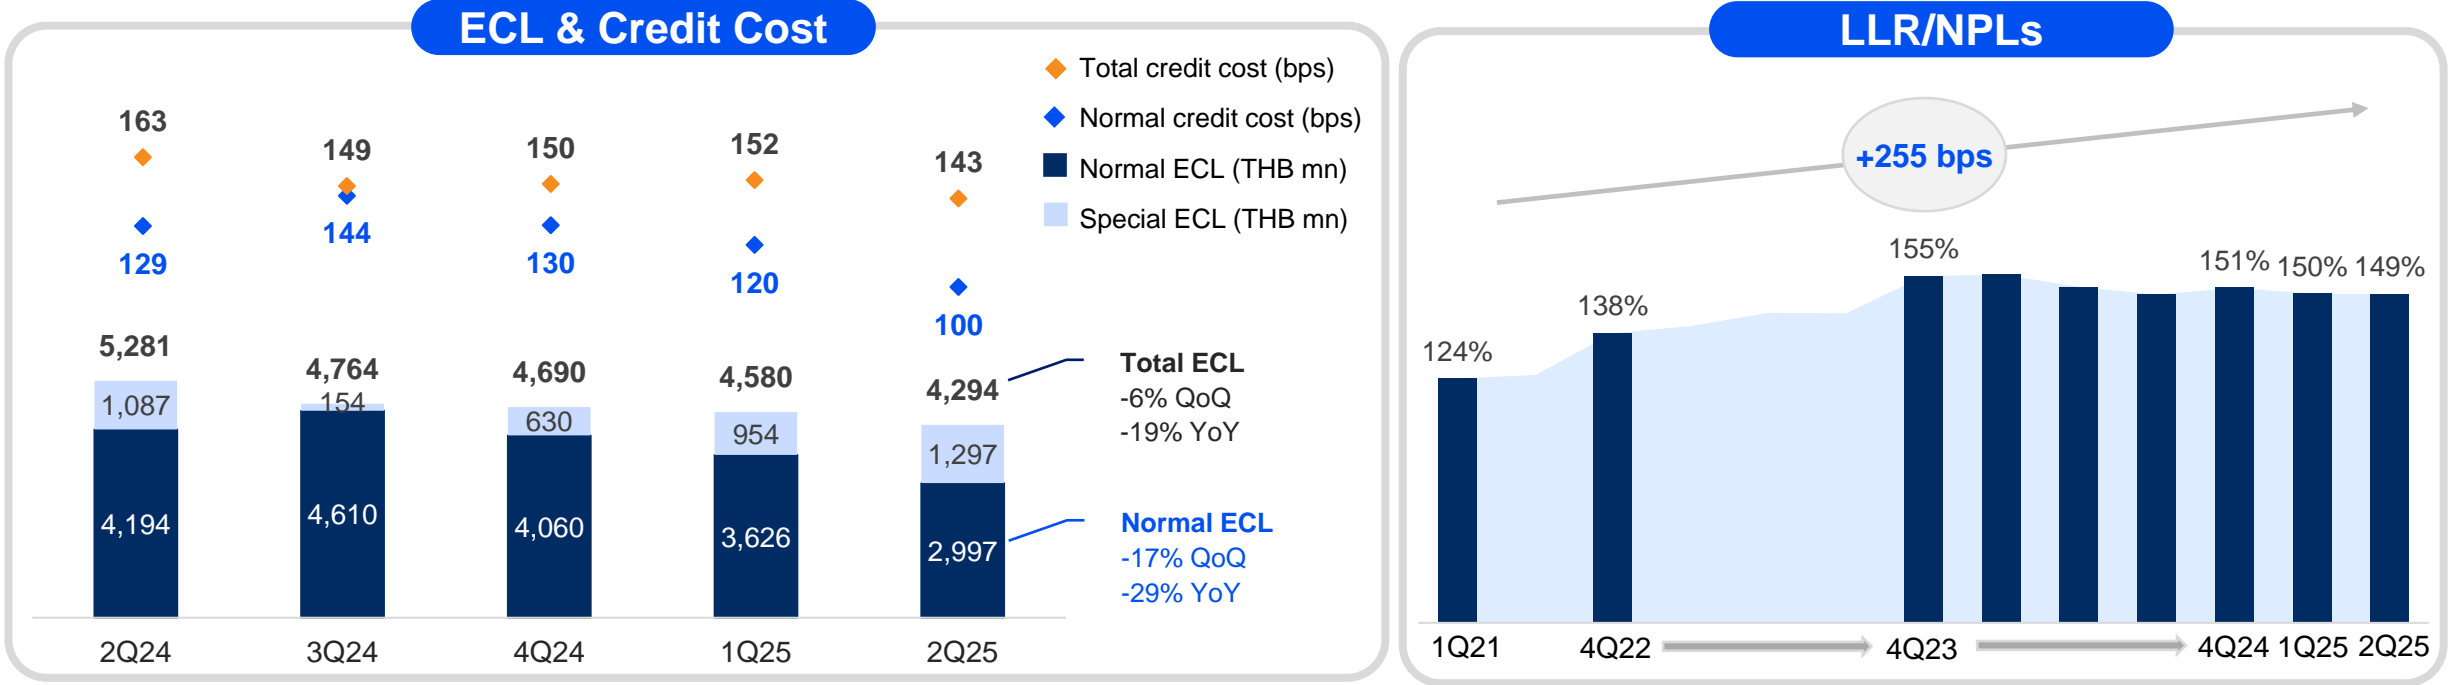 ECL & Credit Cost
Total credit cost (bps)
Normal credit cost (bps)
Normal ECL (THB mn)
Special ECL (THB mn)
163
149
150
152
143
129
144
130
120
100
5,281
4,764
4,690
4,580
4,294
1,087
154
630
954
1,297
4,194
4,610
4,060
3,626
2,997
Total ECL
-6% QoQ
-19% YoY
Normal ECL
-17% QoQ
-29% YoY
2Q24
3Q24
4Q24
1Q25
2Q25
LLR/NPLs
+255 bps
124%
138%
155%
151%
150%
149%
1Q21
4Q22
4Q23
4Q24
1Q25
2Q25